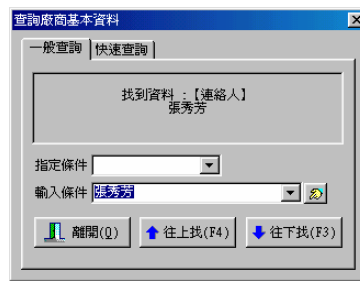 查詢廠商基本資料
一般查詢 快速查詢
找到資料 :【連絡人】
張秀芳
指定條件
輸入條件 張秀芳
離開(Q) 往上找(F4) 往下找(F3)